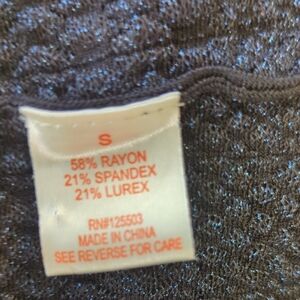 S
58% RAYON
21% SPANDEX
21% LUREX
RN#125503
MADE IN CHINA
SEE REVERSE FOR CARE